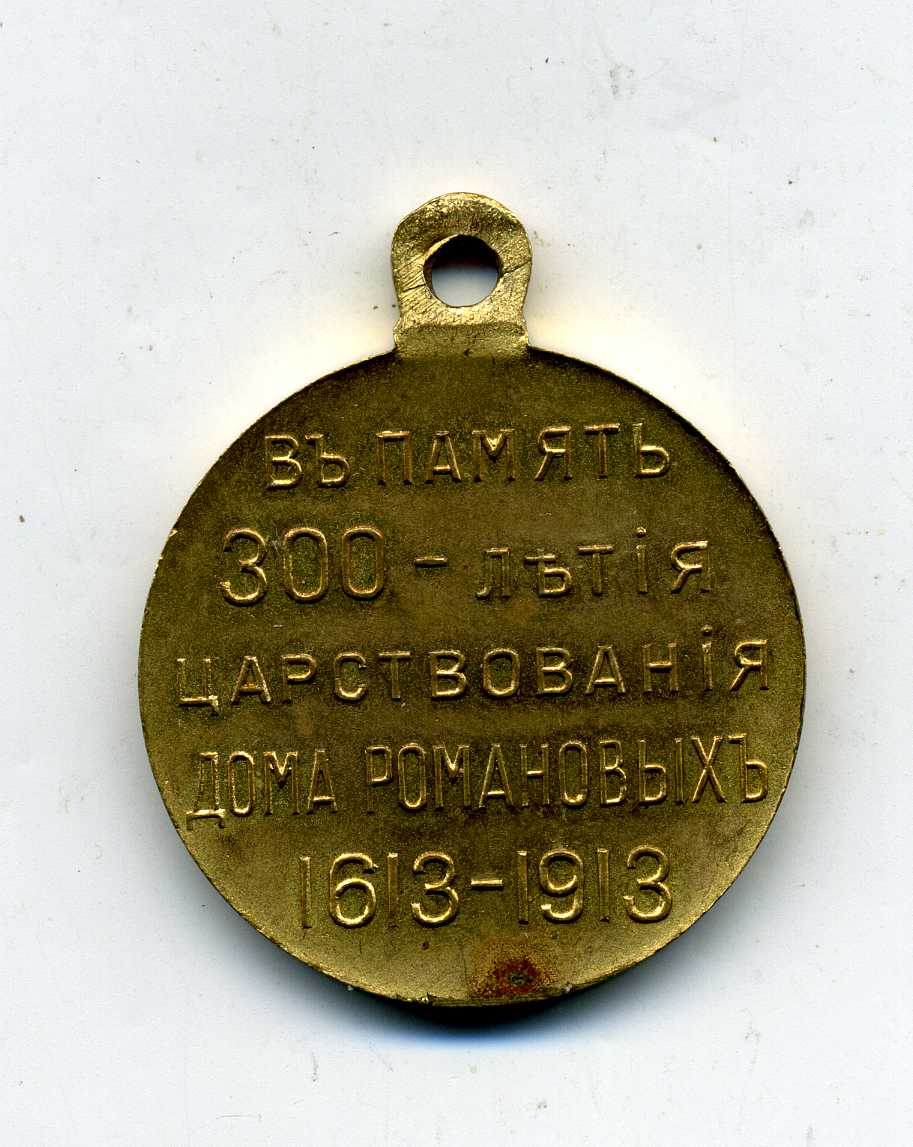 ВЪ ПАМЯТЬ
300-ЛѢТІЯ
ЦАРСТВОВАНІЯ
ДОМА РОМАНОВЫХЪ
1613-1913